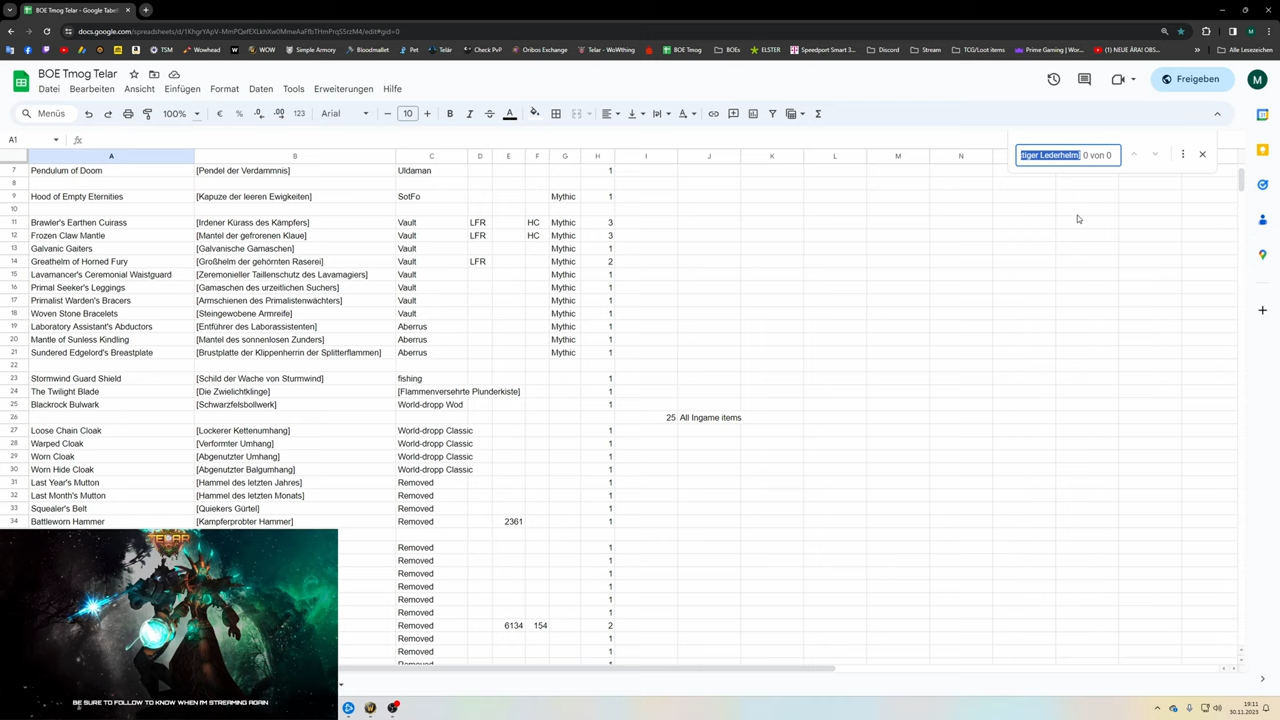 BOE Tmog Telar - Google Tabel
docs.google.com/spreadsheets/d/1KhgrYApV-MmPQefEXLkhXw0MmeAaFfbTHmPrqS5rzM4/edit#gid=0
TSM Wowhead WOW Simple Armory Bloodmallet Pet Telár Check PvP Oribos Exchanget Telar - WoWthing BOE Tmog BOEs ELSTER Speedport Smart 3... Discord Stream TCG/Loot items Prime Gaming | Wor... (1) NEUE ÄRA! OBS... Alle Lesezeichen
BOE Tmog Telar
Freigeben
M
Datei Bearbeiten Ansicht Einfügen Format Daten Tools Erweiterungen Hilfe
Menüs 100% € % 123 Arial 10
A1 fx
tiger Lederhelm] 0 von 0
A B C D E F G H I J K L M N
7 Pendulum of Doom [Pendel der Verdammnis] Uldaman 1
8
9 Hood of Empty Eternities [Kapuze der leeren Ewigkeiten] SotFo Mythic 1
10
11 Brawler's Earthen Cuirass [Irdener Kürass des Kämpfers] Vault LFR HC Mythic 3
12 Frozen Claw Mantle [Mantel der gefrorenen Klaue] Vault LFR HC Mythic 3
13 Galvanic Gaiters [Galvanische Gamaschen] Vault Mythic 1
14 Greathelm of Horned Fury [Großhelm der gehörnten Raserei] Vault LFR Mythic 2
15 Lavamancer's Ceremonial Waistguard [Zeremonieller Taillenschutz des Lavamagiers] Vault Mythic 1
16 Primal Seeker's Leggings [Gamaschen des urzeitlichen Suchers] Vault Mythic 1
17 Primalist Warden's Bracers [Armschienen des Primalistenwächters] Vault Mythic 1
18 Woven Stone Bracelets [Steingewobene Armreife] Vault Mythic 1
19 Laboratory Assistant's Abductors [Entführer des Laborassistenten] Aberrus Mythic 1
20 Mantle of Sunless Kindling [Mantel des sonnenlosen Zunders] Aberrus Mythic 1
21 Sundered Edgelord's Breastplate [Brustplatte der Klippenherrin der Splitterflammen] Aberrus Mythic 1
22
23 Stormwind Guard Shield [Schild der Wache von Sturmwind] fishing 1
24 The Twilight Blade [Die Zwielichtklinge] [Flammenversehrte Plunderkiste] 1
25 Blackrock Bulwark [Schwarzfelsbollwerk] World-dropp Wod 1
26 25 All Ingame items
27 Loose Chain Cloak [Lockerer Kettenumhang] World-dropp Classic 1
28 Warped Cloak [Verformter Umhang] World-dropp Classic 1
29 Worn Cloak [Abgenutzter Umhang] World-dropp Classic 1
30 Worn Hide Cloak [Abgenutzter Balgumhang] World-dropp Classic 1
31 Last Year's Mutton [Hammel des letzten Jahres] Removed 1
32 Last Month's Mutton [Hammel des letzten Monats] Removed 1
33 Squealer's Belt [Quiekers Gürtel] Removed 1
34 Battleworn Hammer [Kampferprobter Hammer] Removed 2361 1
Removed 1
Removed 1
Removed 1
Removed 1
Removed 1
Removed 1
Removed 6134 154 2
Removed 1
Removed 1
Removed 1
TELAR
BE SURE TO FOLLOW TO KNOW WHEN I'M STREAMING AGAIN
19:11
30.11.2023